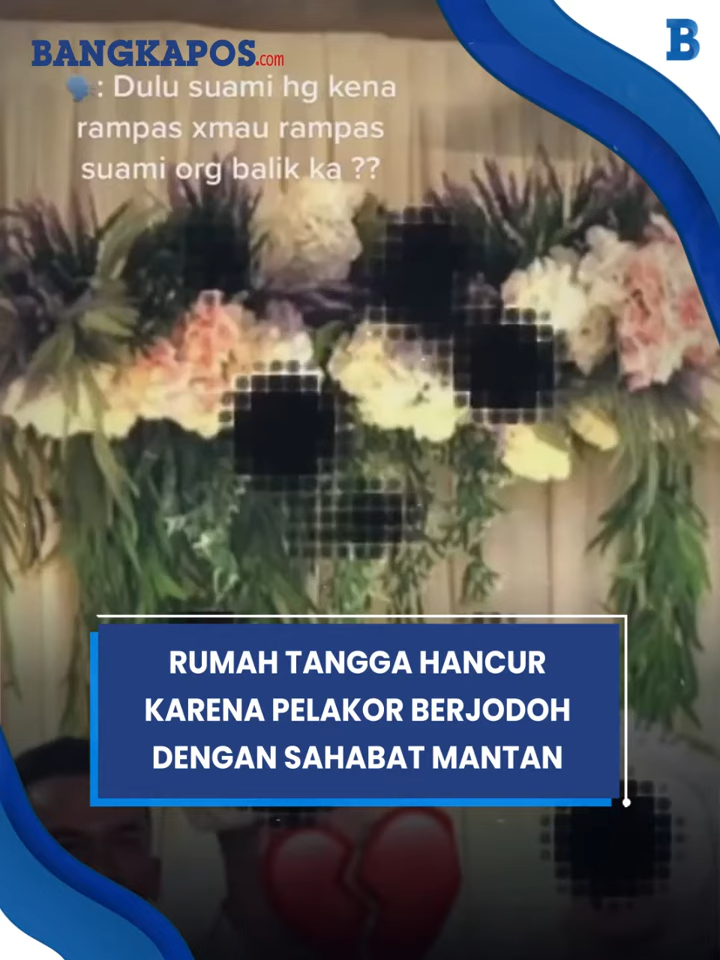 BANGKAPOS.com
B
🗣: Dulu suami hg kena
rampas xmau rampas
suami org balik ka ??
RUMAH TANGGA HANCUR
KARENA PELAKOR BERJODOH
DENGAN SAHABAT MANTAN